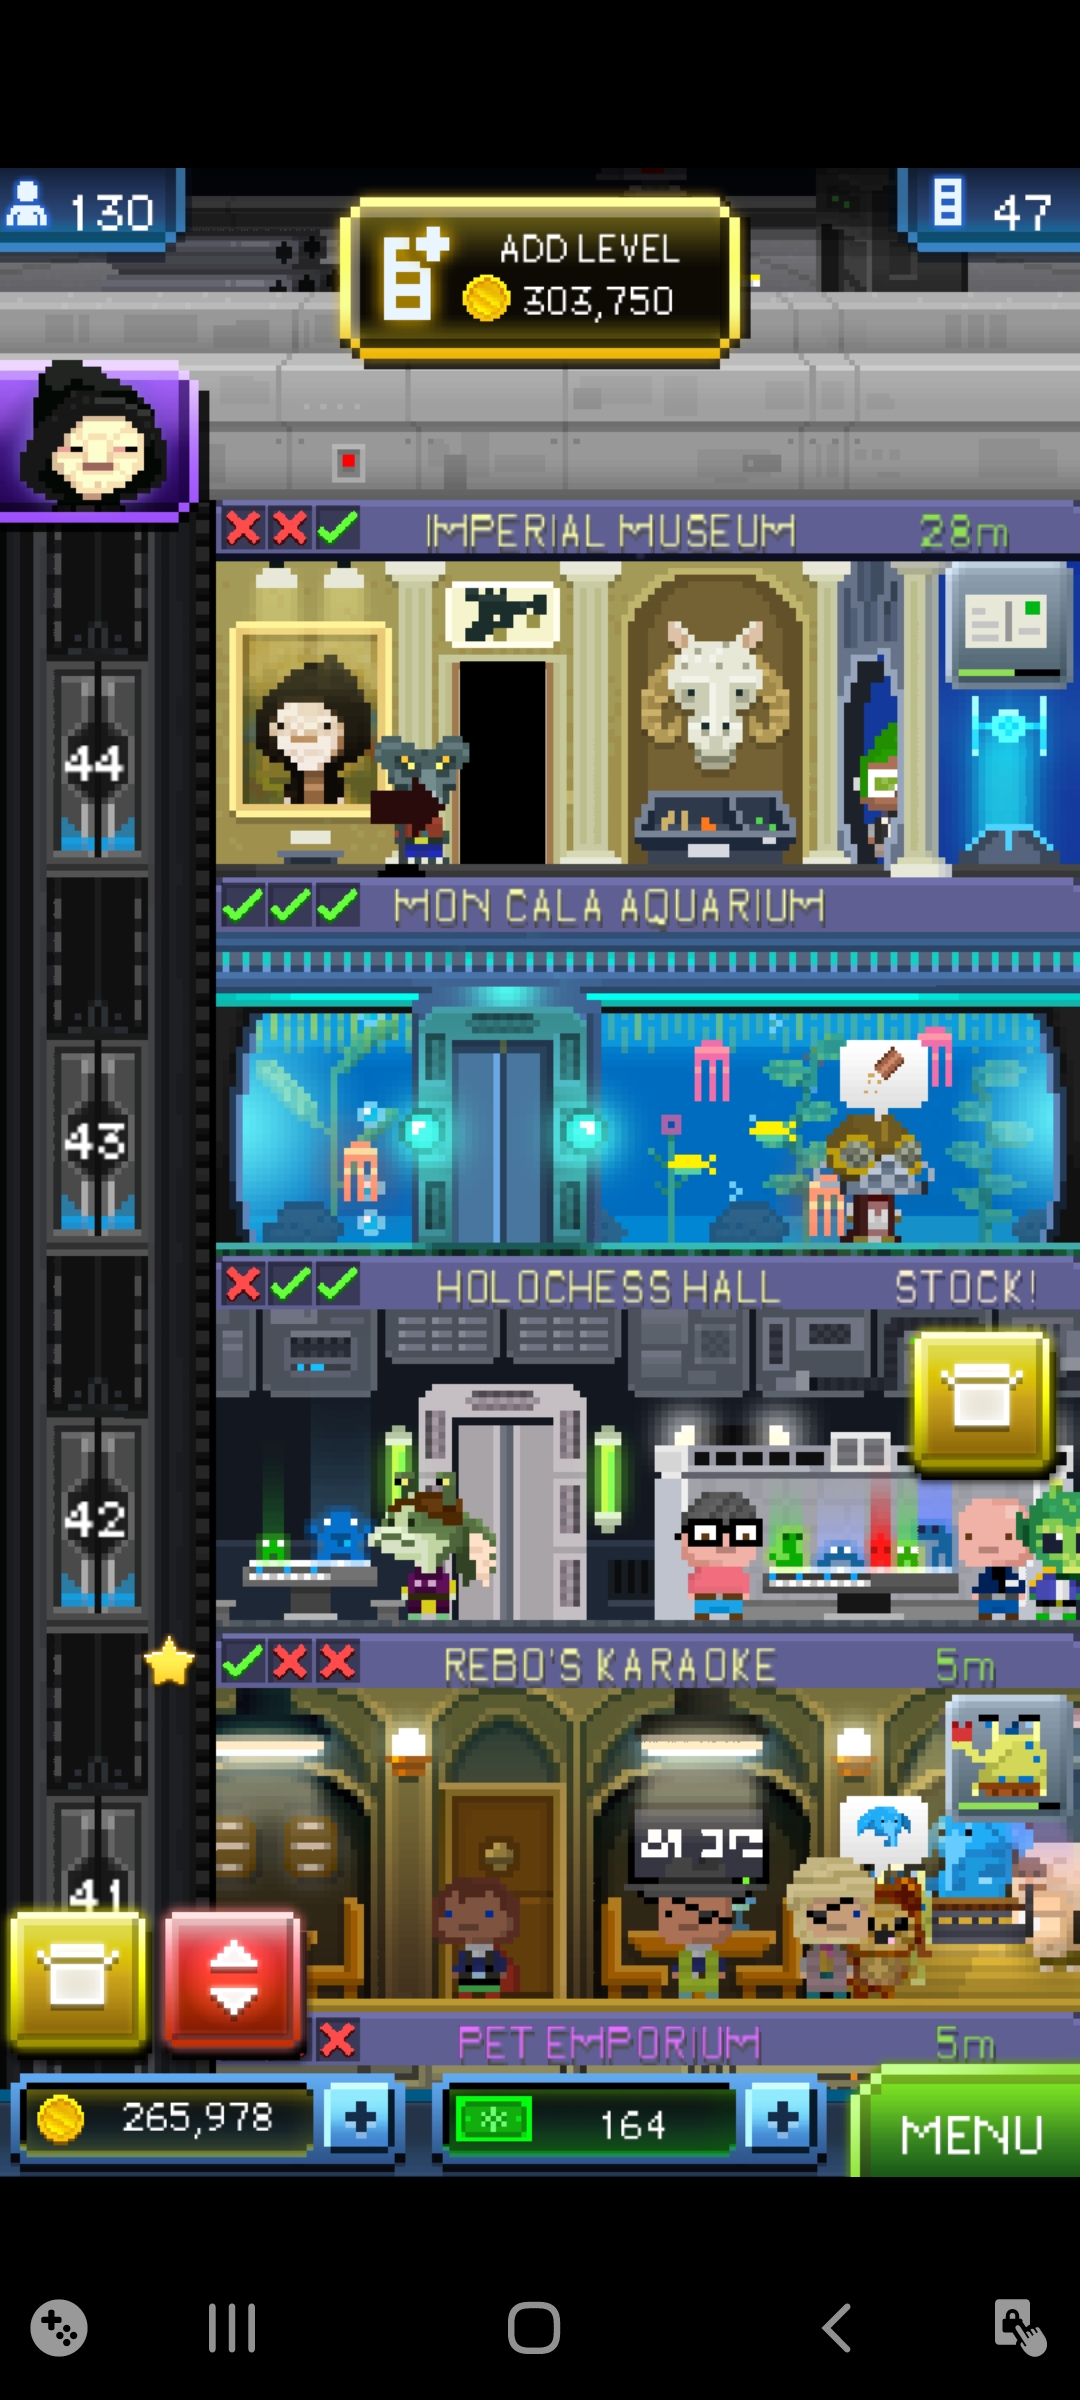 130
ADD LEVEL
303,750
47
IMPERIAL MUSEUM 28m
44
MON CALA AQUARIUM
43
HOLOCHESS HALL STOCK!
42
REBO'S KARAOKE 5m
41
PET EMPORIUM 5m
265,978
164
MENU